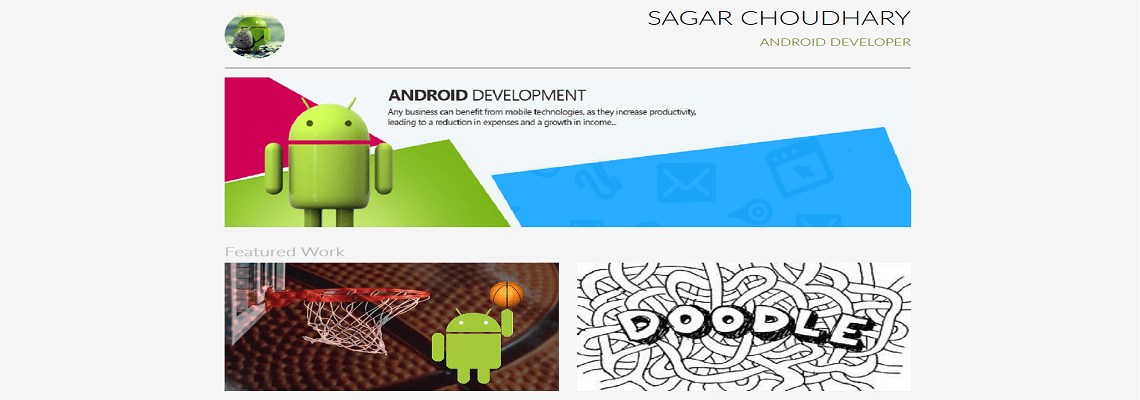 SAGAR CHOUDHARY
ANDROID DEVELOPER
ANDROID DEVELOPMENT
Any business can benefit from mobile technologies, as they increase productivity,
leading to a reduction in expenses and a growth in income...
Featured Work
DOODLE